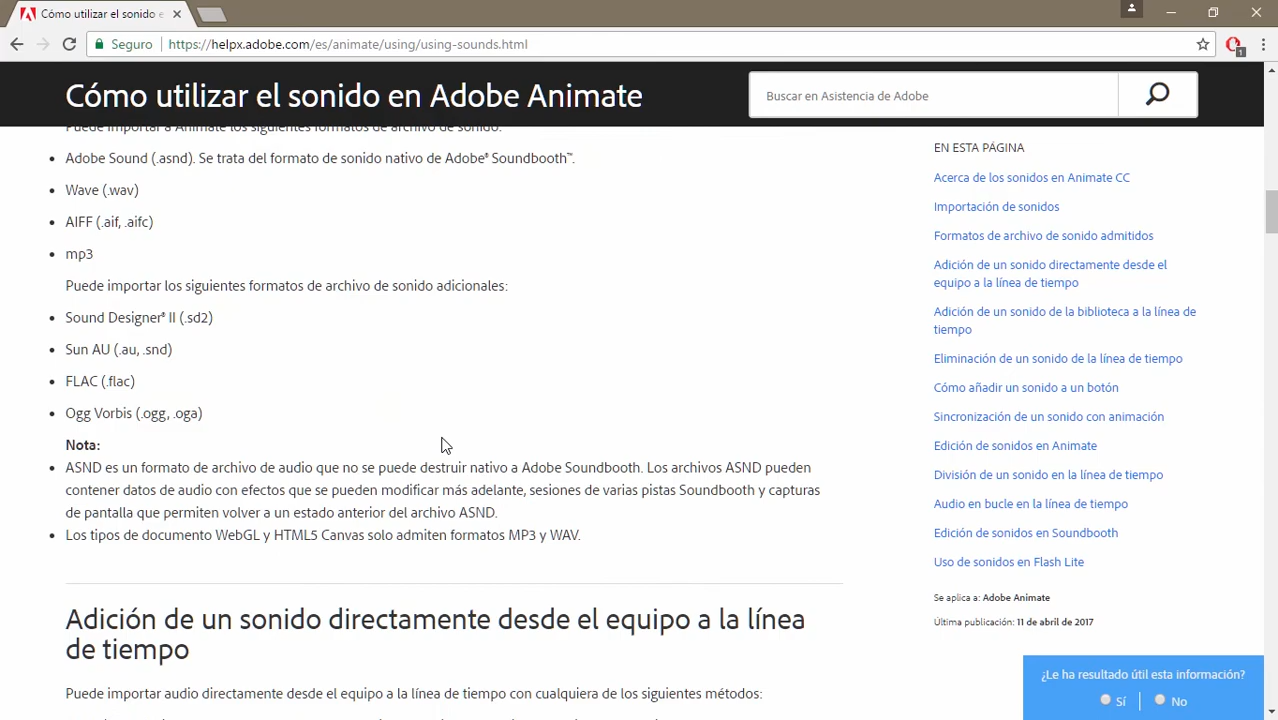 Cómo utilizar el sonido e
Seguro
https://helpx.adobe.com/es/animate/using/using-sounds.html
1
Cómo utilizar el sonido en Adobe Animate
Buscar en Asistencia de Adobe
Puede importar a Animate los siguientes formatos de archivo de sonido:
Adobe Sound (.asnd). Se trata del formato de sonido nativo de Adobe® Soundbooth™.
Wave (.wav)
AIFF (.aif, .aifc)
mp3
Puede importar los siguientes formatos de archivo de sonido adicionales:
Sound Designer® II (.sd2)
Sun AU (.au, .snd)
FLAC (.flac)
Ogg Vorbis (.ogg, .oga)
Nota:
ASND es un formato de archivo de audio que no se puede destruir nativo a Adobe Soundbooth. Los archivos ASND pueden
contener datos de audio con efectos que se pueden modificar más adelante, sesiones de varias pistas Soundbooth y capturas
de pantalla que permiten volver a un estado anterior del archivo ASND.
Los tipos de documento WebGL y HTML5 Canvas solo admiten formatos MP3 y WAV.
Adición de un sonido directamente desde el equipo a la línea
de tiempo
Puede importar audio directamente desde el equipo a la línea de tiempo con cualquiera de los siguientes métodos:
EN ESTA PÁGINA
Acerca de los sonidos en Animate CC
Importación de sonidos
Formatos de archivo de sonido admitidos
Adición de un sonido directamente desde el
equipo a la línea de tiempo
Adición de un sonido de la biblioteca a la línea de
tiempo
Eliminación de un sonido de la línea de tiempo
Cómo añadir un sonido a un botón
Sincronización de un sonido con animación
Edición de sonidos en Animate
División de un sonido en la línea de tiempo
Audio en bucle en la línea de tiempo
Edición de sonidos en Soundbooth
Uso de sonidos en Flash Lite
Se aplica a: Adobe Animate
Última publicación: 11 de abril de 2017
¿Le ha resultado útil esta información?
Sí
No